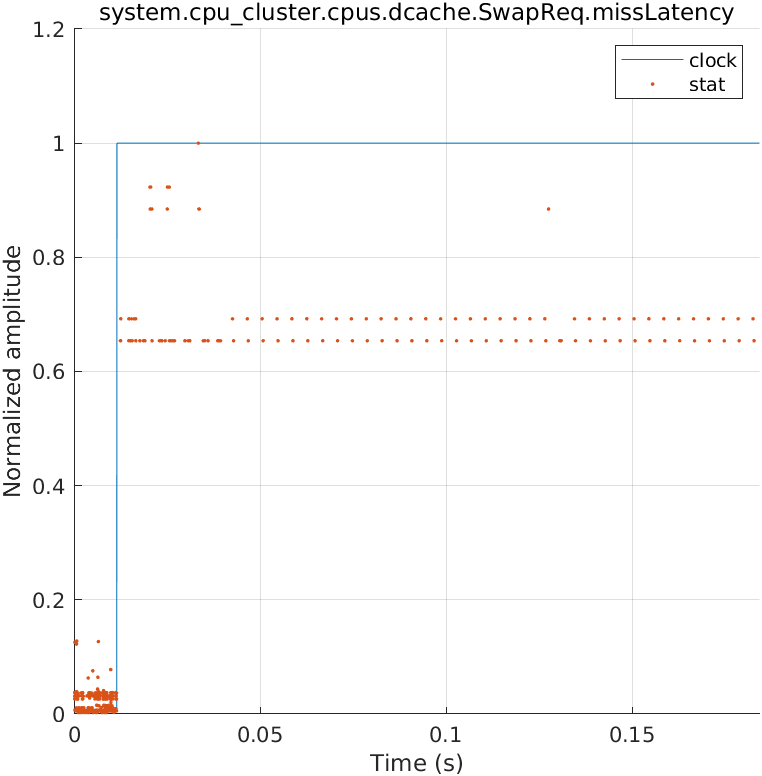 system.cpu_cluster.cpus.dcache.SwapReq.missLatency
1.2
1
0.8
0.6
0.4
0.2
0
Normalized amplitude
clock
stat
0
0.05
0.1
0.15
Time (s)